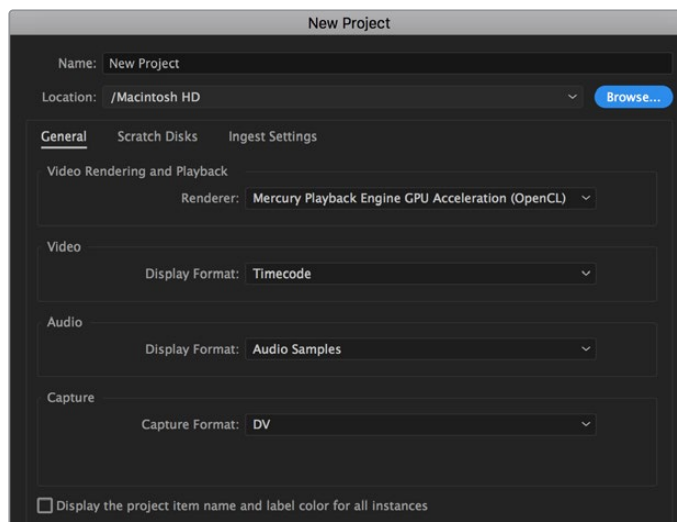 New Project
Name: New Project
Location: /Macintosh HD Browse...
General Scratch Disks Ingest Settings
Video Rendering and Playback
Renderer: Mercury Playback Engine GPU Acceleration (OpenCL)
Video
Display Format: Timecode
Audio
Display Format: Audio Samples
Capture
Capture Format: DV
Display the project item name and label color for all instances